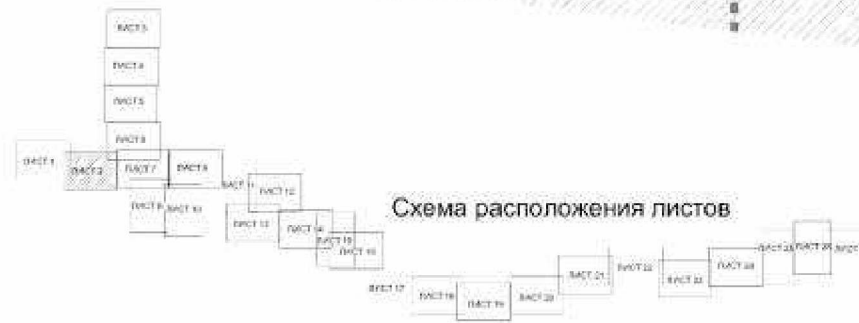 ЛИСТ 3
ЛИСТ 4
ЛИСТ 5
ЛИСТ 6
ЛИСТ 1
ЛИСТ 2
ЛИСТ 7
ЛИСТ 8
ЛИСТ 9
ЛИСТ 10
ЛИСТ 11
ЛИСТ 12
ЛИСТ 13
ЛИСТ 14
ЛИСТ 15
ЛИСТ 16
Схема расположения листов
ЛИСТ 17
ЛИСТ 18
ЛИСТ 19
ЛИСТ 20
ЛИСТ 21
ЛИСТ 22
ЛИСТ 23
ЛИСТ 24
ЛИСТ 25
ЛИСТ 26